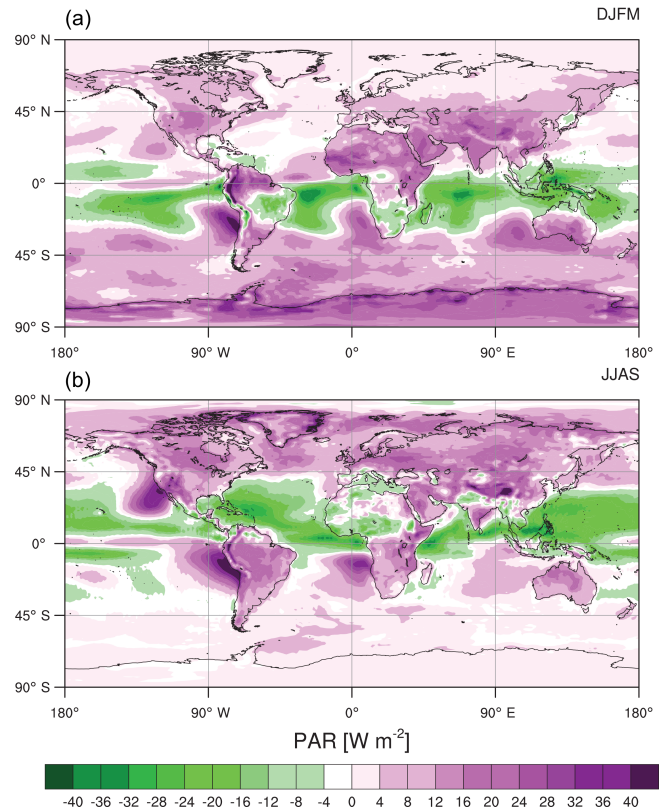 (a) DJFM
90° N
45° N
0°
45° S
90° S
180° 90° W 0° 90° E 180°
(b) JJAS
90° N
45° N
0°
45° S
90° S
180° 90° W 0° 90° E 180°
PAR [W m-2]
-40 -36 -32 -28 -24 -20 -16 -12 -8 -4 0 4 8 12 16 20 24 28 32 36 40